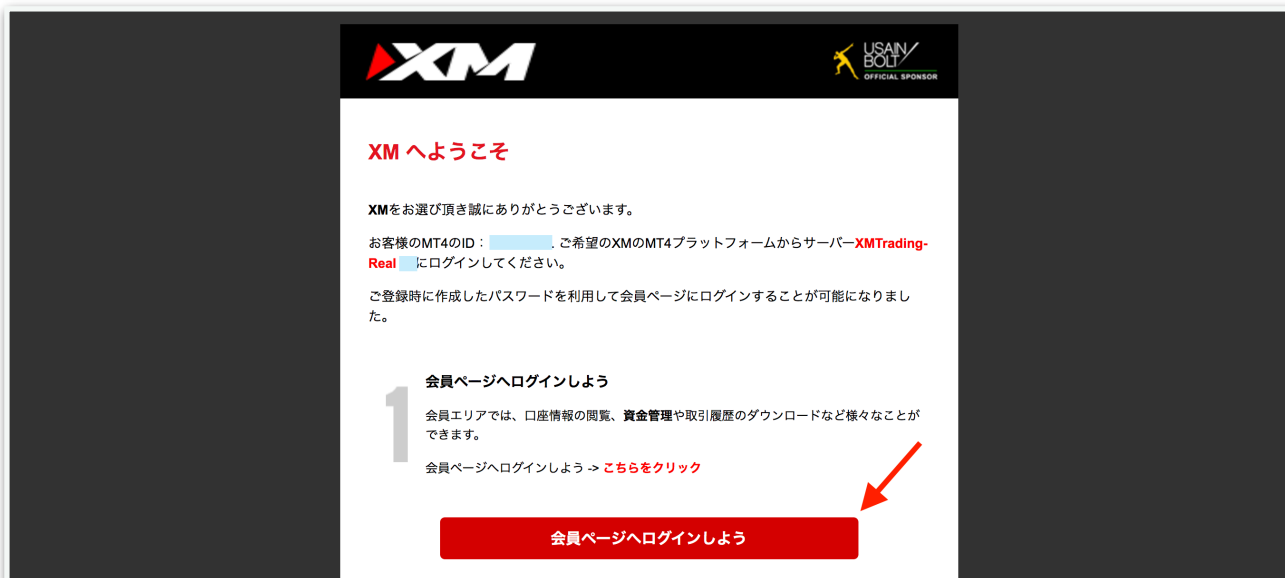 XM
USAIN
BOLT
OFFICIAL SPONSOR
XM へようこそ
XMをお選び頂き誠にありがとうございます。
お客様のMT4のID： . ご希望のXMのMT4プラットフォームからサーバーXMTrading-
Real にログインしてください。
ご登録時に作成したパスワードを利用して会員ページにログインすることが可能になりまし
た。
1
会員ページへログインしよう
会員エリアでは、口座情報の閲覧、資金管理や取引履歴のダウンロードなど様々なことが
できます。
会員ページへログインしよう -> こちらをクリック
会員ページへログインしよう